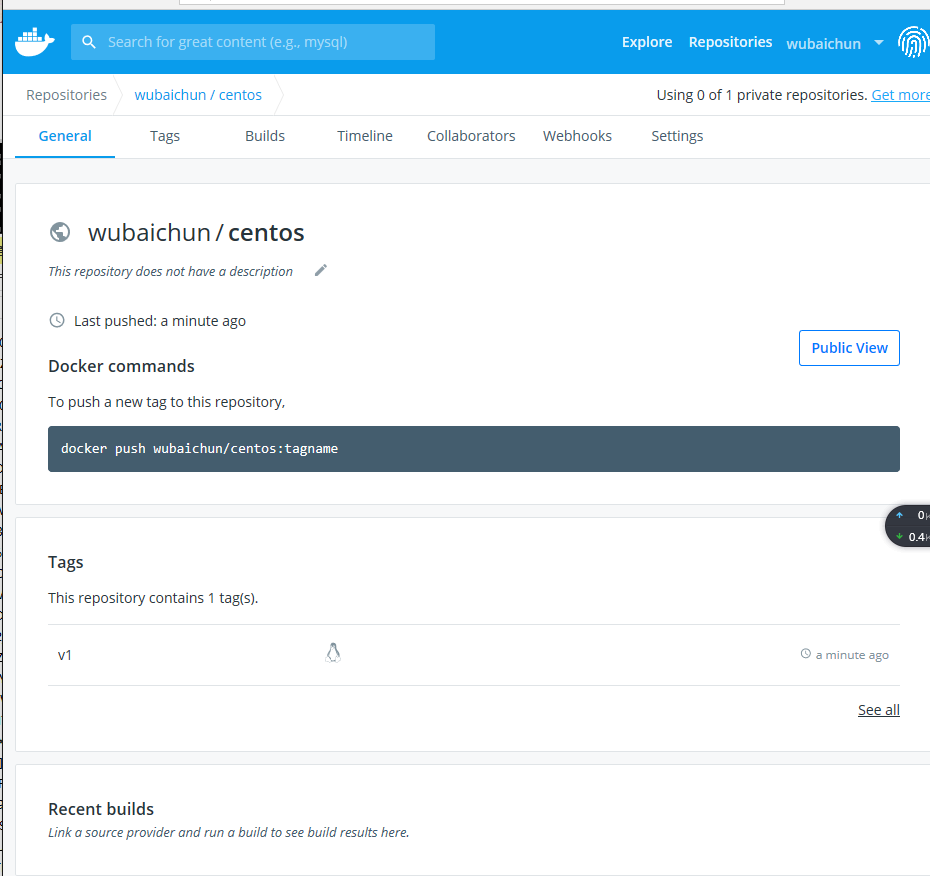 Search for great content (e.g., mysql)
Explore Repositories wubaichun
Repositories wubaichun / centos Using 0 of 1 private repositories. Get more
General Tags Builds Timeline Collaborators Webhooks Settings
wubaichun / centos
This repository does not have a description
Last pushed: a minute ago
Public View
Docker commands
To push a new tag to this repository,
docker push wubaichun/centos:tagname
0
0.4
Tags
This repository contains 1 tag(s).
v1 a minute ago
See all
Recent builds
Link a source provider and run a build to see build results here.